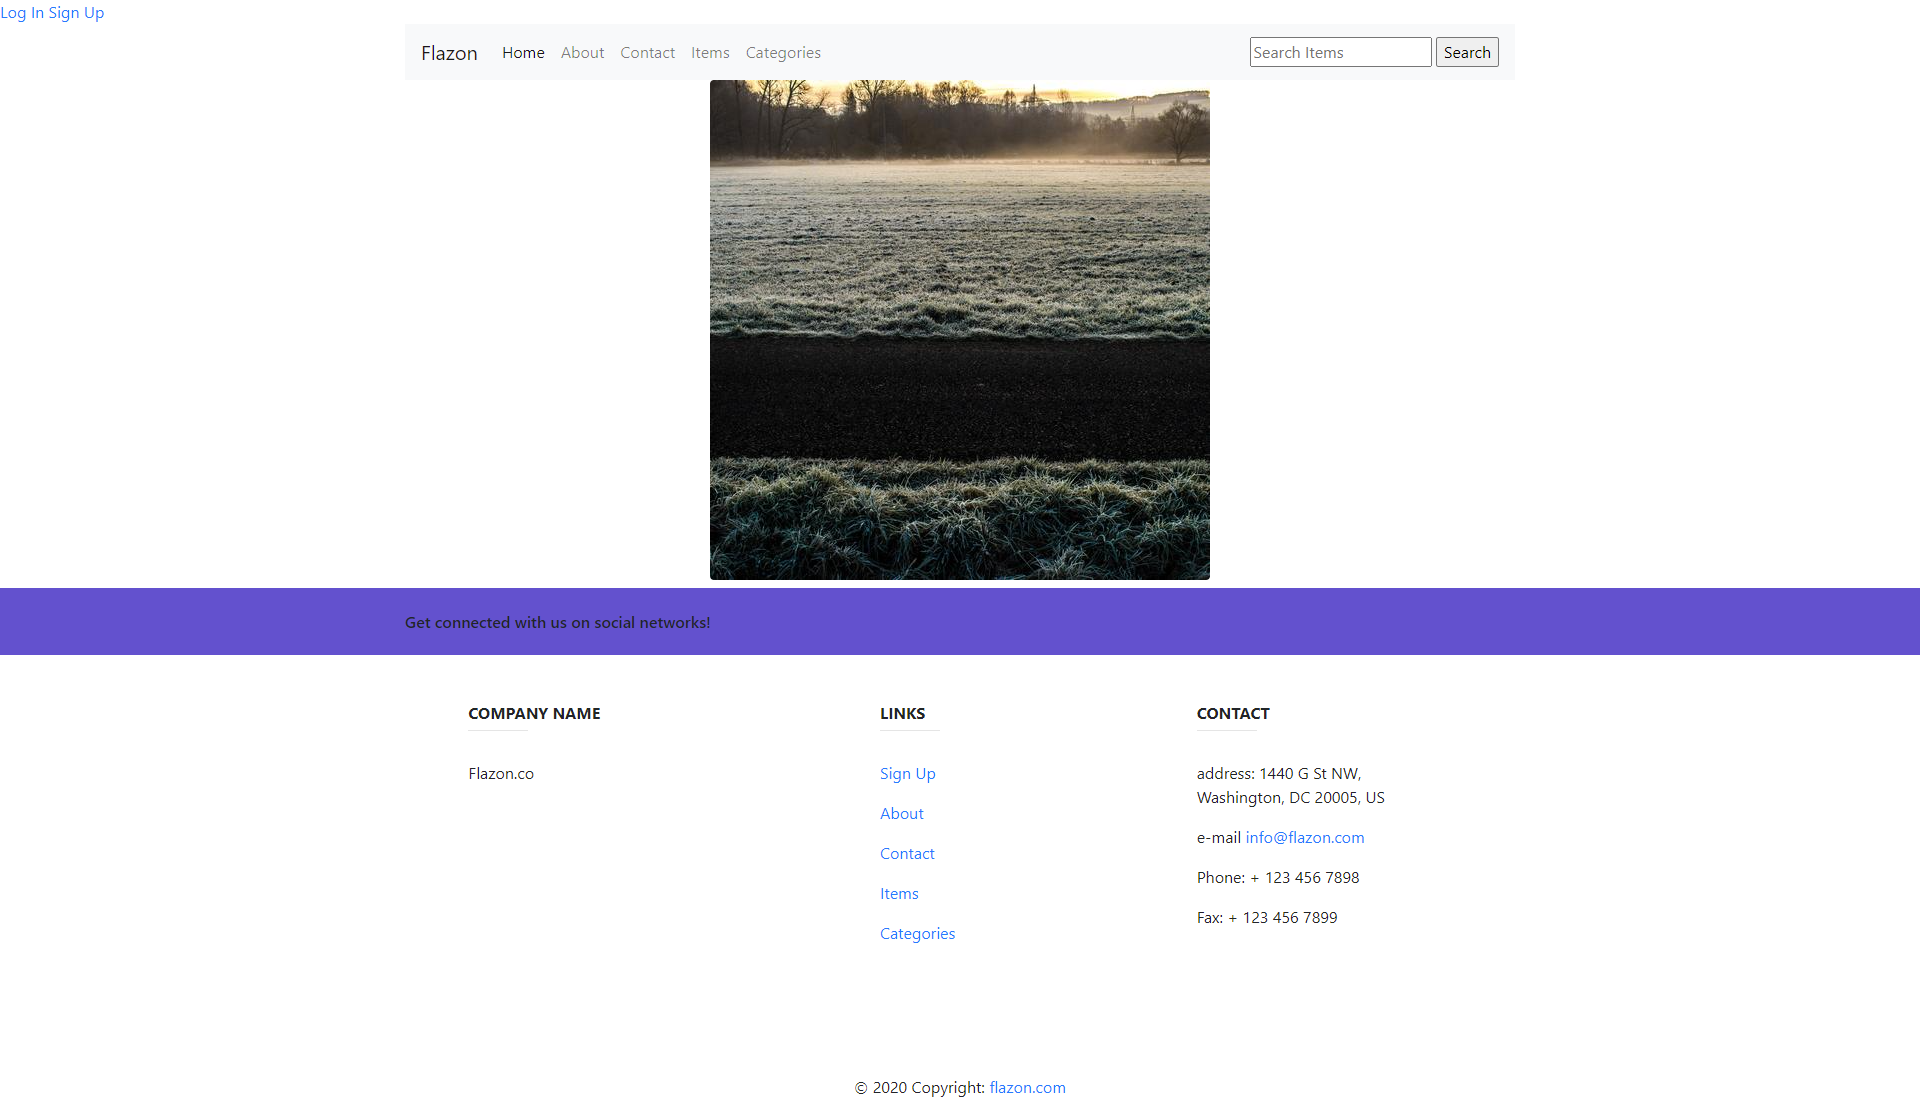 Log In Sign Up
Flazon Home About Contact Items Categories Search Items Search
Get connected with us on social networks!
COMPANY NAME
Flazon.co
LINKS
Sign Up
About
Contact
Items
Categories
CONTACT
address: 1440 G St NW,
Washington, DC 20005, US
e-mail info@flazon.com
Phone: + 123 456 7898
Fax: + 123 456 7899
© 2020 Copyright: flazon.com